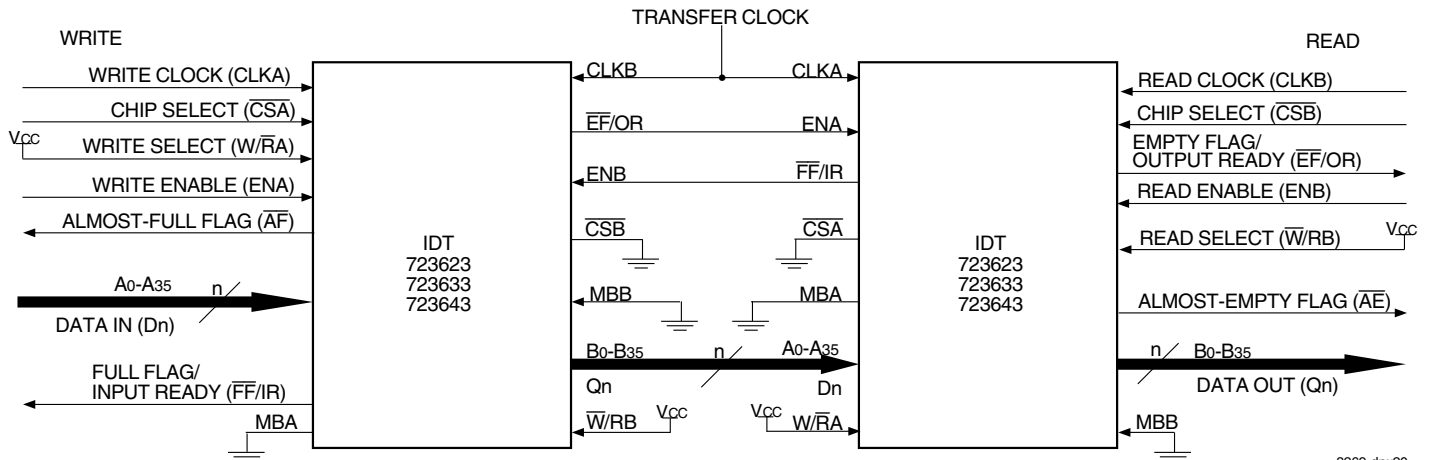 TRANSFER CLOCK
WRITE
READ
WRITE CLOCK (CLKA)
CHIP SELECT (CSA)
VCC
WRITE SELECT (W/RA)
WRITE ENABLE (ENA)
ALMOST-FULL FLAG (AF)
A0-A35
n
DATA IN (Dn)
FULL FLAG/
INPUT READY (FF/IR)
MBA
IDT
723623
723633
723643
CLKB
CLKA
EF/OR
ENA
ENB
FF/IR
CSB
CSA
MBB
MBA
B0-B35
n
A0-A35
Qn
Dn
W/RB
VCC
VCC
W/RA
IDT
723623
723633
723643
READ CLOCK (CLKB)
CHIP SELECT (CSB)
EMPTY FLAG/
OUTPUT READY (EF/OR)
READ ENABLE (ENB)
READ SELECT (W/RB)
VCC
ALMOST-EMPTY FLAG (AE)
n
B0-B35
DATA OUT (Qn)
MBB